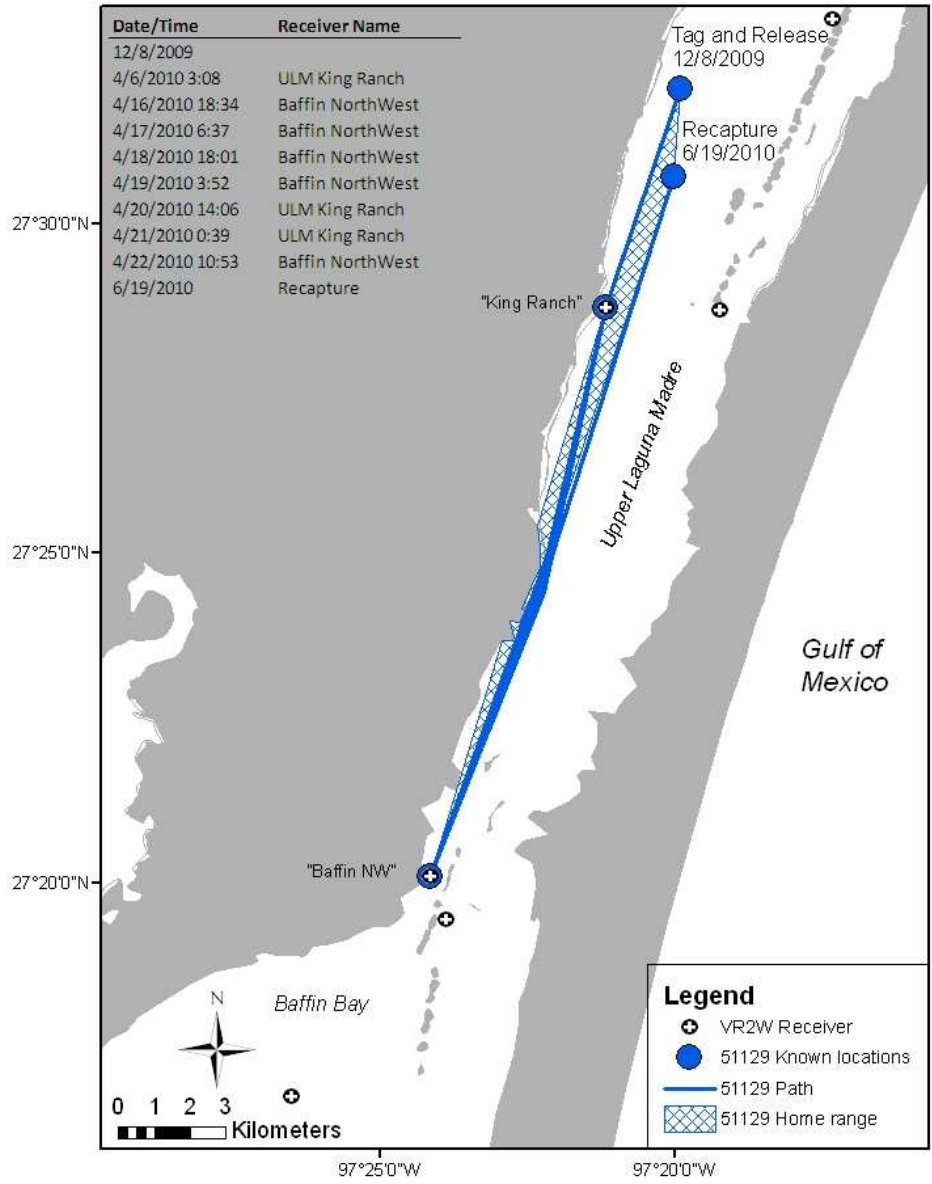 Date/Time Receiver Name
12/8/2009
4/6/2010 3:08 ULM King Ranch
4/16/2010 18:34 Baffin NorthWest
4/17/2010 6:37 Baffin NorthWest
4/18/2010 18:01 Baffin NorthWest
4/19/2010 3:52 Baffin NorthWest
4/20/2010 14:06 ULM King Ranch
4/21/2010 0:39 ULM King Ranch
4/22/2010 10:53 Baffin NorthWest
6/19/2010 Recapture
Tag and Release
12/8/2009
Recapture
6/19/2010
27°30'0"N
"King Ranch"
Upper Laguna Madre
27°25'0"N
Gulf of
Mexico
"Baffin NW"
27°20'0"N
Baffin Bay
N
0 1 2 3
Kilometers
Legend
VR2W Receiver
51129 Known locations
51129 Path
51129 Home range
97°25'0"W 97°20'0"W